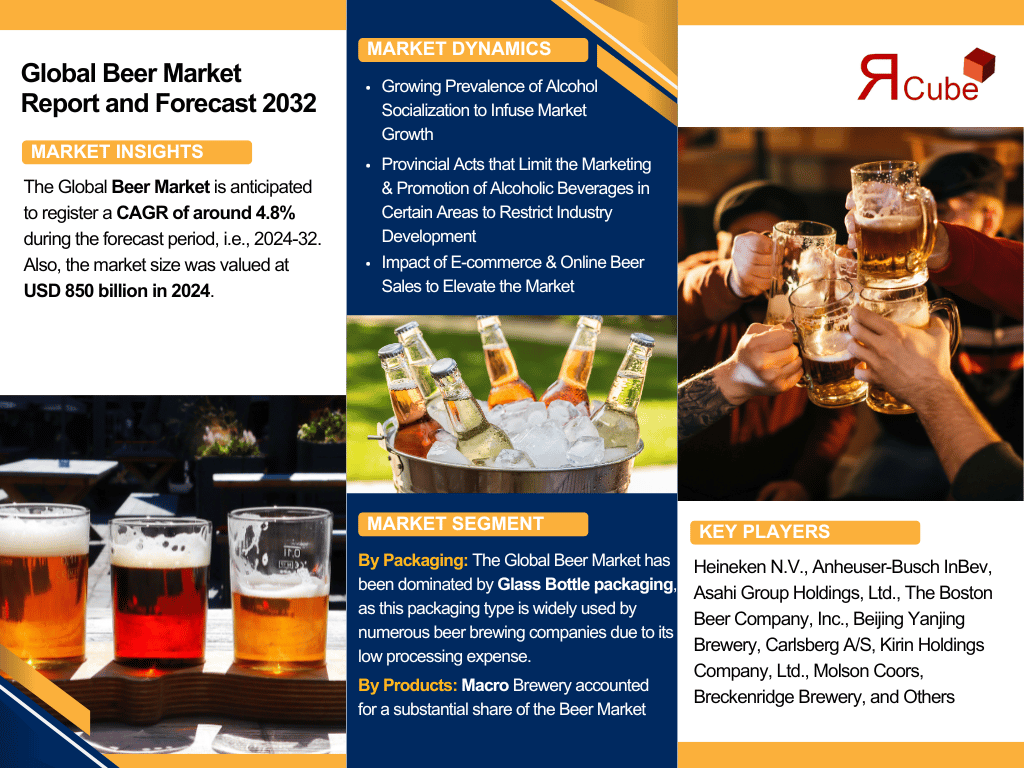 Global Beer Market
Report and Forecast 2032
MARKET INSIGHTS
The Global Beer Market is anticipated
to register a CAGR of around 4.8%
during the forecast period, i.e., 2024-32.
Also, the market size was valued at
USD 850 billion in 2024.
MARKET DYNAMICS
• Growing Prevalence of Alcohol
Socialization to Infuse Market
Growth
• Provincial Acts that Limit the Marketing
& Promotion of Alcoholic Beverages in
Certain Areas to Restrict Industry
Development
• Impact of E-commerce & Online Beer
Sales to Elevate the Market
MARKET SEGMENT
By Packaging: The Global Beer Market has
been dominated by Glass Bottle packaging,
as this packaging type is widely used by
numerous beer brewing companies due to its
low processing expense.
By Products: Macro Brewery accounted
for a substantial share of the Beer Market
ЯCube
KEY PLAYERS
Heineken N.V., Anheuser-Busch InBev,
Asahi Group Holdings, Ltd., The Boston
Beer Company, Inc., Beijing Yanjing
Brewery, Carlsberg A/S, Kirin Holdings
Company, Ltd., Molson Coors,
Breckenridge Brewery, and Others